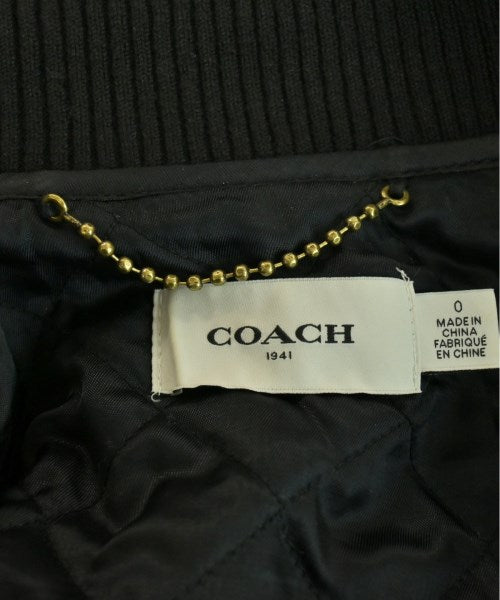 COACH
1941
0
MADE IN
CHINA
FABRIQUÉ
EN CHINE